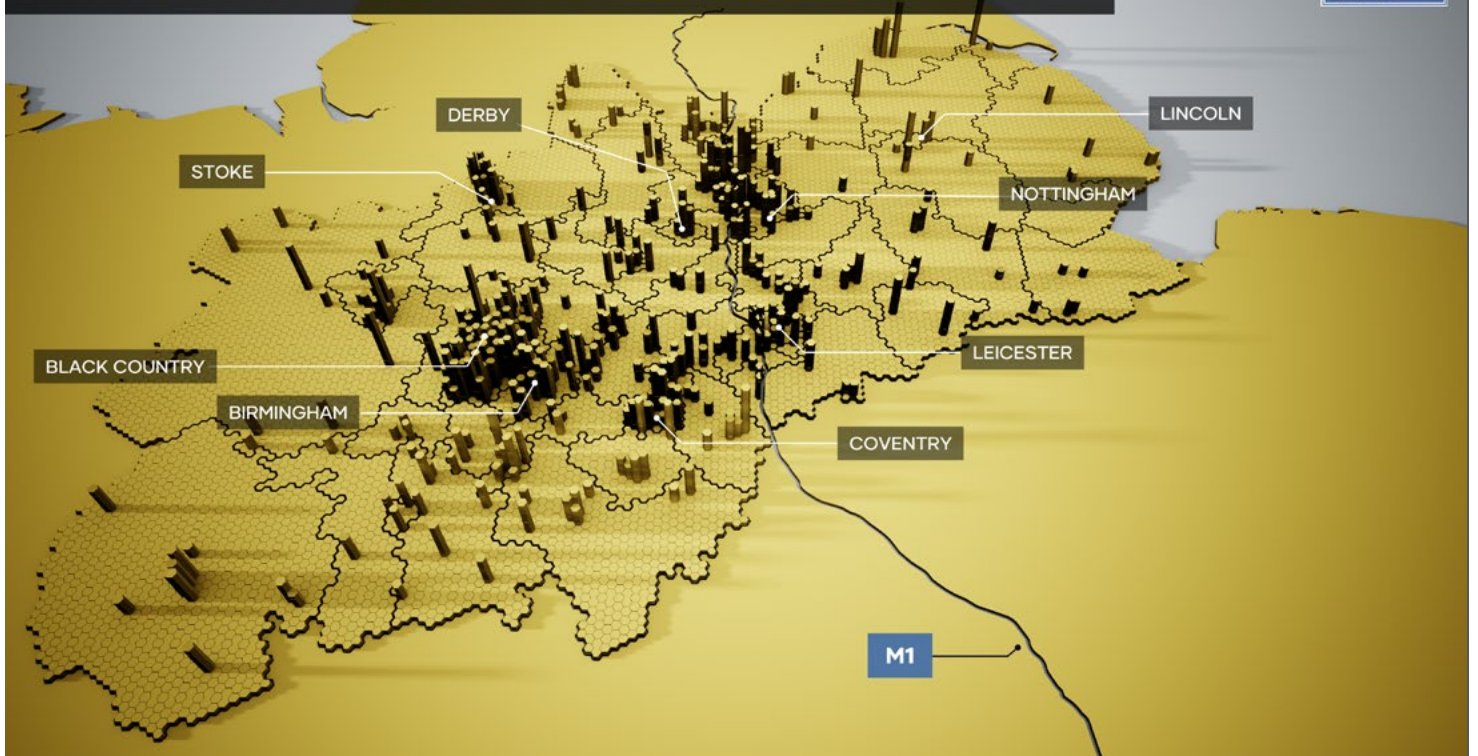 DERBY
LINCOLN
STOKE
NOTTINGHAM
BLACK COUNTRY
LEICESTER
BIRMINGHAM
COVENTRY
M1